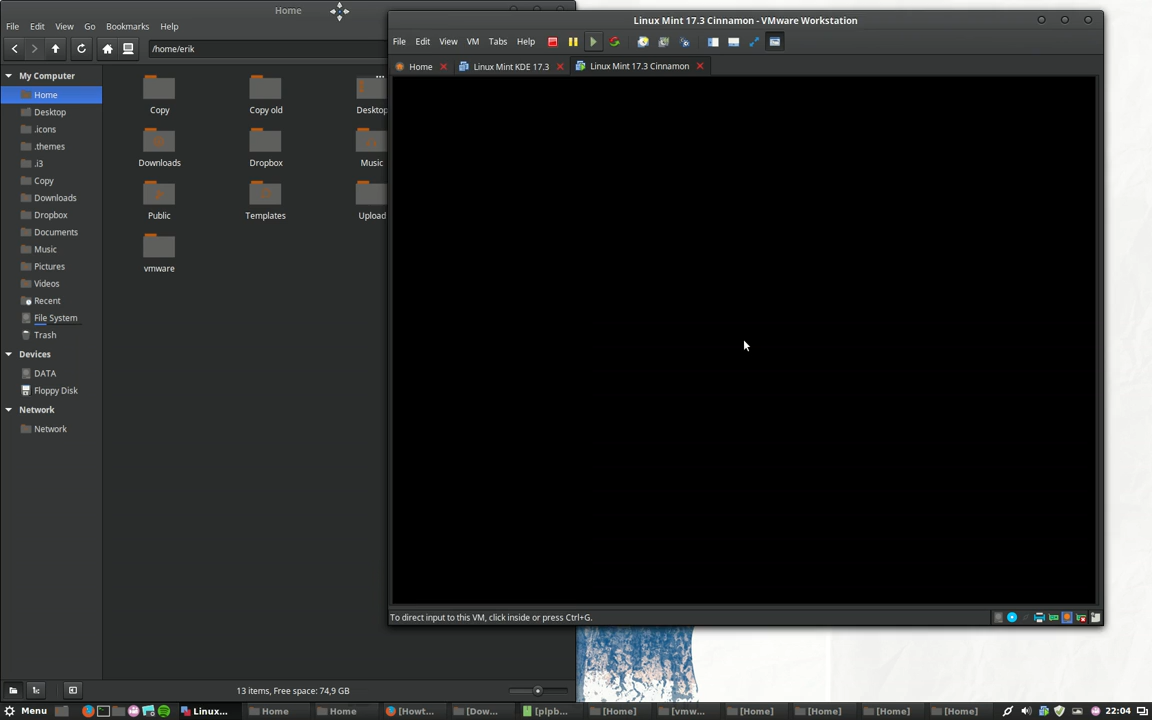 Home
File Edit View Go Bookmarks Help
/home/erik
My Computer
Home
Desktop
.icons
.themes
.i3
Copy
Downloads
Dropbox
Documents
Music
Pictures
Videos
Recent
File System
Trash
Devices
DATA
Floppy Disk
Network
Network
Copy Copy old Desktop
Downloads Dropbox Music
Public Templates Upload
vmware
13 items, Free space: 74,9 GB
Linux Mint 17.3 Cinnamon - VMware Workstation
File Edit View VM Tabs Help
Home Linux Mint KDE 17.3 Linux Mint 17.3 Cinnamon
To direct input to this VM, click inside or press Ctrl+G.
Menu Linux... Home Home [Howt... [Dow... [plpb... [Home] [vmw... [Home] [Home] [Home] [Home] 22:04